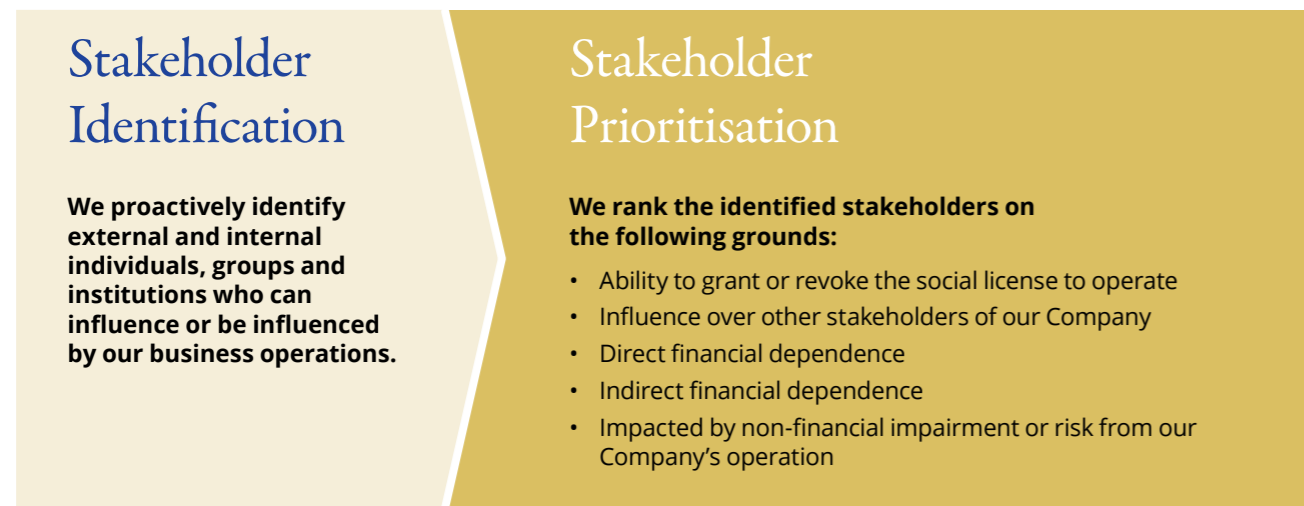 Stakeholder
Identification
We proactively identify
external and internal
individuals, groups and
institutions who can
influence or be influenced
by our business operations.
Stakeholder
Prioritisation
We rank the identified stakeholders on
the following grounds:
• Ability to grant or revoke the social license to operate
• Influence over other stakeholders of our Company
• Direct financial dependence
• Indirect financial dependence
• Impacted by non-financial impairment or risk from our
Company’s operation